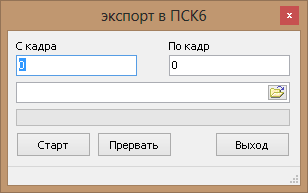 экспорт в ПСК6
С кадра По кадр
0 0
Старт Прервать Выход